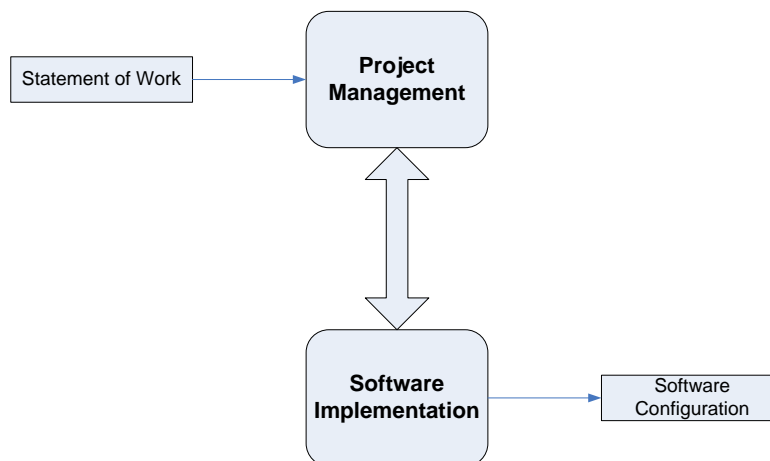 Statement of Work
Project
Management
Software
Implementation
Software
Configuration